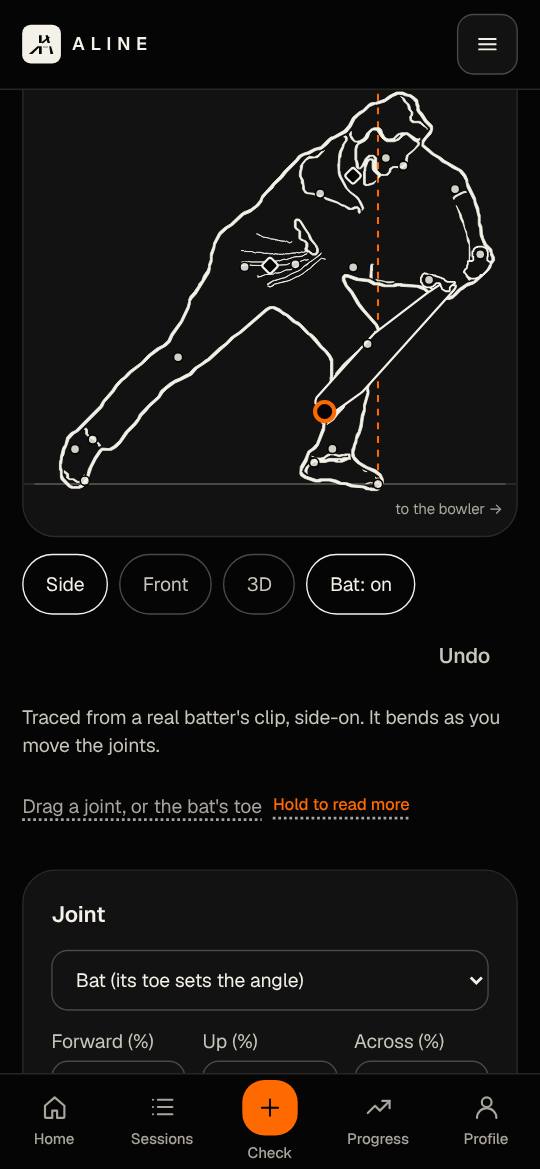 ALINE
to the bowler →
Side
Front
3D
Bat: on
Undo
Traced from a real batter's clip, side-on. It bends as you
move the joints.
Drag a joint, or the bat's toe Hold to read more
Joint
Bat (its toe sets the angle)
Forward (%) Up (%) Across (%)
Home
Sessions
Check
Progress
Profile